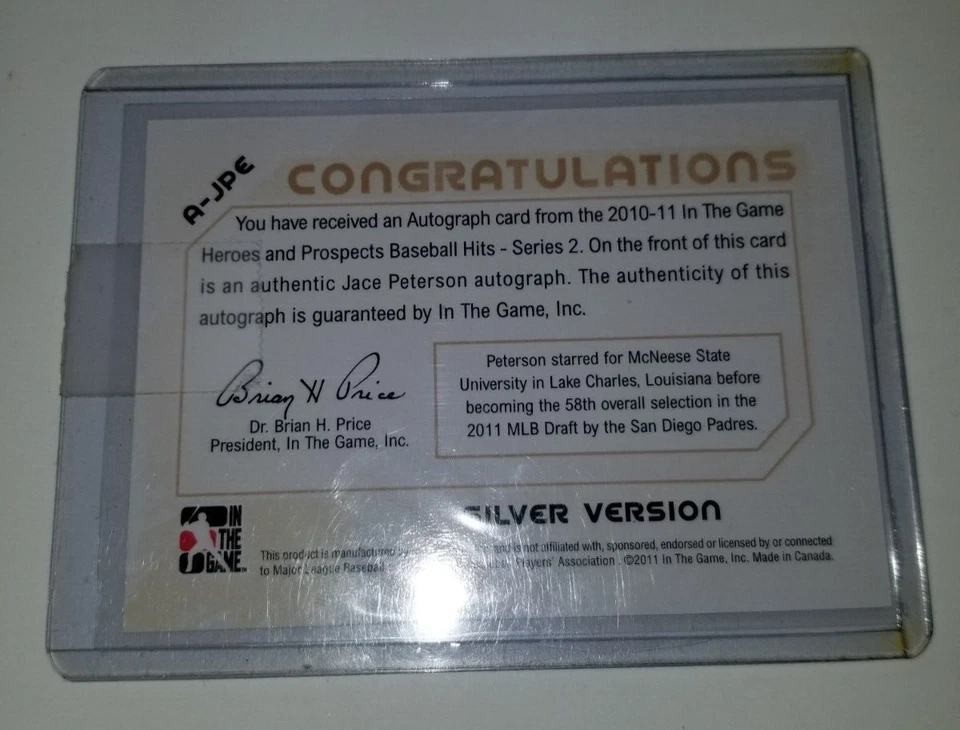 A-JPE
CONGRATULATIONS
You have received an Autograph card from the 2010-11 In The Game
Heroes and Prospects Baseball Hits - Series 2. On the front of this card
is an authentic Jace Peterson autograph. The authenticity of this
autograph is guaranteed by In The Game, Inc.
Brian H Price
Dr. Brian H. Price
President, In The Game, Inc.
Peterson starred for McNeese State
University in Lake Charles, Louisiana before
becoming the 58th overall selection in the
2011 MLB Draft by the San Diego Padres.
SILVER VERSION
IN
THE
GAME
This product is manufactured by and is not affiliated with, sponsored, endorsed or licensed by or connected
to Major League Baseball Players' Association. ©2011 In The Game, Inc. Made in Canada.